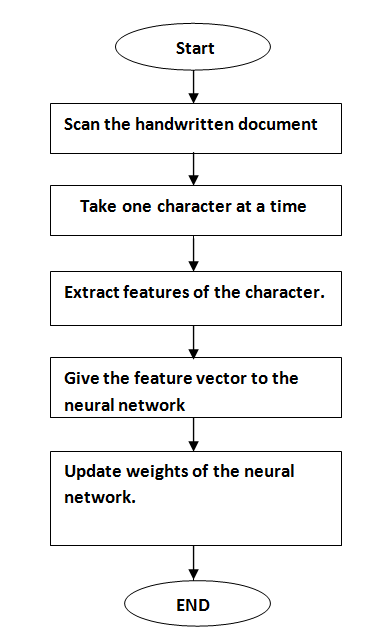 Start
Scan the handwritten document
Take one character at a time
Extract features of the character.
Give the feature vector to the
neural network
Update weights of the neural
network.
END